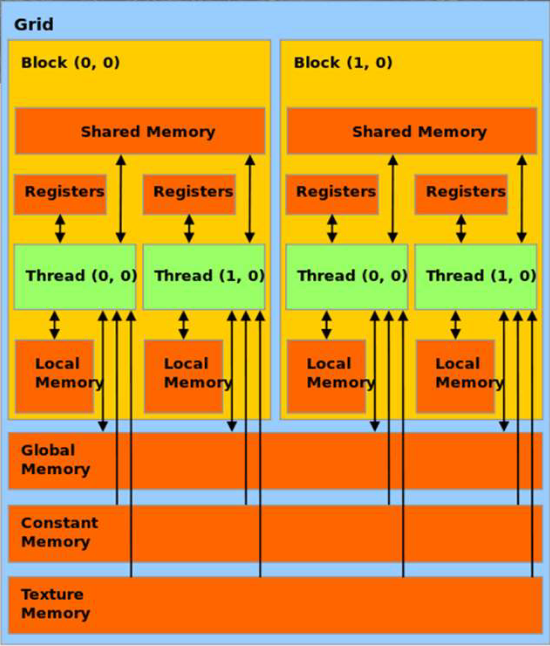 Grid
Block (0, 0)
Block (1, 0)
Shared Memory
Shared Memory
Registers
Registers
Registers
Registers
Thread (0, 0)
Thread (1, 0)
Thread (0, 0)
Thread (1, 0)
Local
Memory
Local
Memory
Local
Memory
Local
Memory
Global
Memory
Constant
Memory
Texture
Memory